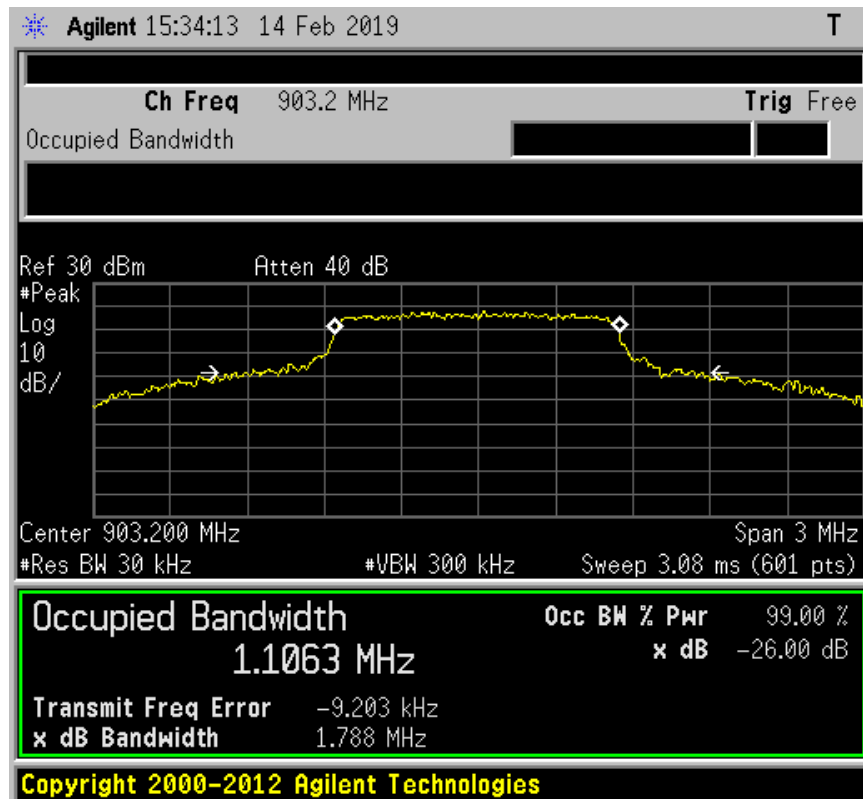 Agilent 15:34:13 14 Feb 2019 T
Ch Freq 903.2 MHz Trig Free
Occupied Bandwidth
Ref 30 dBm Atten 40 dB
#Peak
Log
10
dB/
Center 903.200 MHz Span 3 MHz
#Res BW 30 kHz #VBW 300 kHz Sweep 3.08 ms (601 pts)
Occupied Bandwidth Occ BW % Pwr 99.00 %
1.1063 MHz x dB -26.00 dB
Transmit Freq Error -9.203 kHz
x dB Bandwidth 1.788 MHz
Copyright 2000-2012 Agilent Technologies